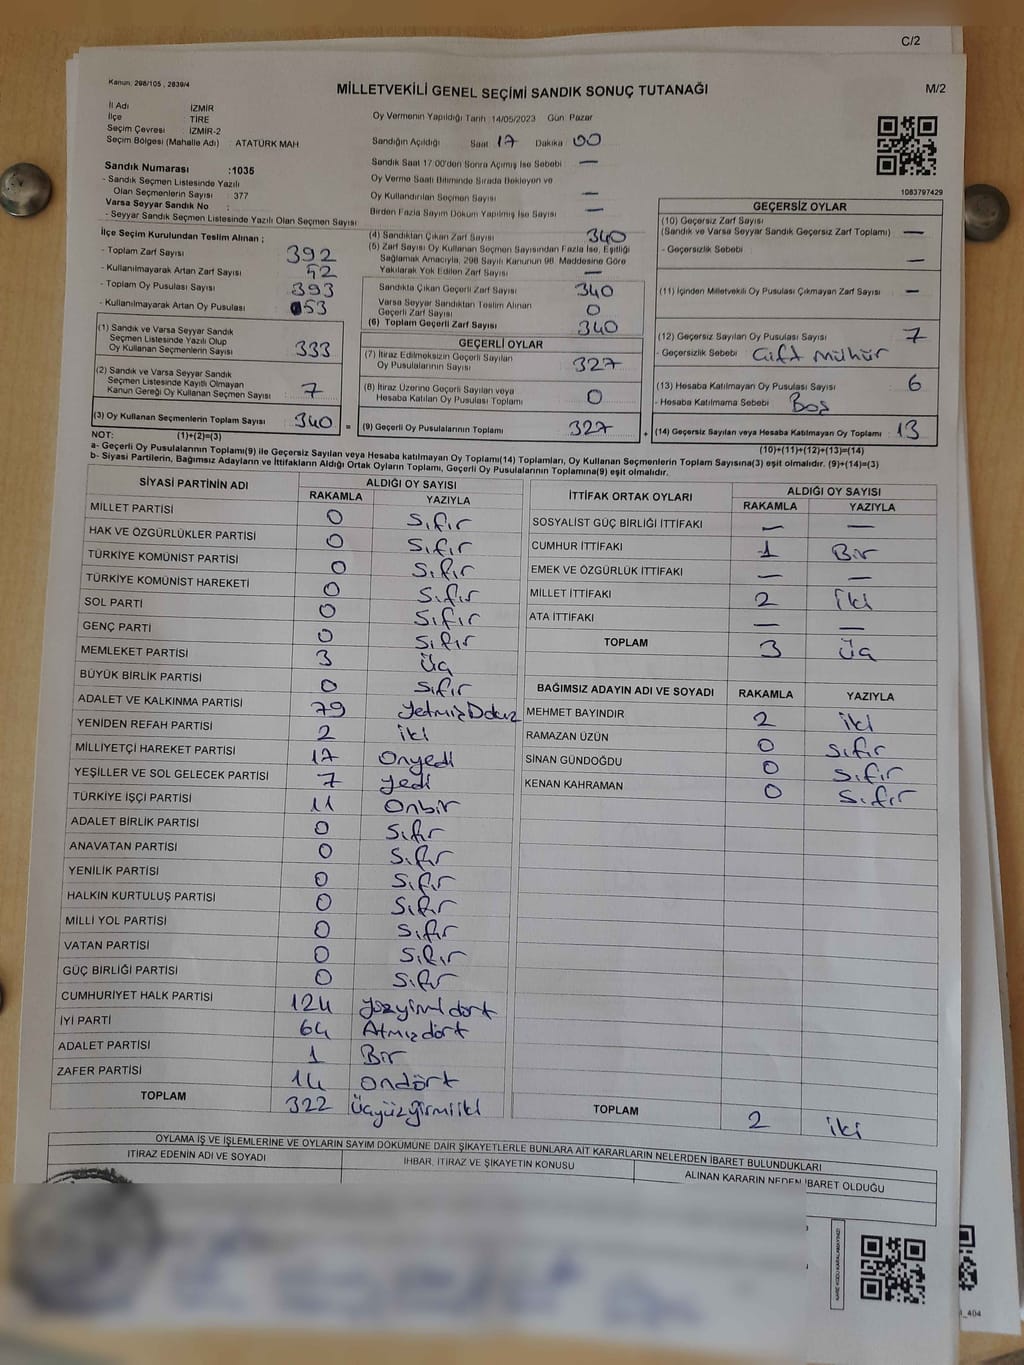 C/2
Kanun: 298/105 , 2839/4
MİLLETVEKİLİ GENEL SEÇİMİ SANDIK SONUÇ TUTANAĞI
M/2
İl Adı : İZMİR
İlçe : TİRE
Seçim Çevresi : İZMİR-2
Seçim Bölgesi (Mahalle Adı) : ATATÜRK MAH
Sandık Numarası :1035
- Sandık Seçmen Listesinde Yazılı
Olan Seçmenlerin Sayısı : 377
Varsa Seyyar Sandık No :
- Seyyar Sandık Seçmen Listesinde Yazılı Olan Seçmen Sayısı
Oy Vermenin Yapıldığı Tarih: 14/05/2023 Gün: Pazar
Sandığın Açıldığı Saat 17 Dakika 00
Sandık Saat 17:00'den Sonra Açımış İse Sebebi —
Oy Verme Saati Bitiminde Sırada Bekleyen ve
Oy Kullandırılan Seçmen Sayısı —
Birden Fazla Sayım Döküm Yapılmış İse Sayısı —
1083797429
İlçe Seçim Kurulundan Teslim Alınan ;
- Toplam Zarf Sayısı 392
- Kullanılmayarak Artan Zarf Sayısı 52
- Toplam Oy Pusulası Sayısı 393
- Kullanılmayarak Artan Oy Pusulası 53
(1) Sandık ve Varsa Seyyar Sandık
Seçmen Listesinde Yazılı Olup
Oy Kullanan Seçmenlerin Sayısı 333
(2) Sandık ve Varsa Seyyar Sandık
Seçmen Listesinde Kayıtlı Olmayan
Kanun Gereği Oy Kullanan Seçmen Sayısı : 7
(3) Oy Kullanan Seçmenlerin Toplam Sayısı : 340
(4) Sandıktan Çıkan Zarf Sayısı 340
(5) Zarf Sayısı Oy Kullanan Seçmen Sayısından Fazla İse, Eşitliği
Sağlamak Amacıyla, 298 Sayılı Kanunun 98. Maddesine Göre
Yakılarak Yok Edilen Zarf Sayısı —
Sandıkta Çıkan Geçerli Zarf Sayısı 340
Varsa Seyyar Sandıktan Teslim Alınan
Geçerli Zarf Sayısı 0
(6) Toplam Geçerli Zarf Sayısı 340
GEÇERLİ OYLAR
(7) İtiraz Edilmeksizin Geçerli Sayılan
Oy Pusulalarının Sayısı : 327
(8) İtiraz Üzerine Geçerli Sayılan veya
Hesaba Katılan Oy Pusulası Toplamı : 0
= (9) Geçerli Oy Pusulalarının Toplamı : 327
GEÇERSİZ OYLAR
(10) Geçersiz Zarf Sayısı
(Sandık ve Varsa Seyyar Sandık Geçersiz Zarf Toplamı) : —
- Geçersizlik Sebebi : —
(11) İçinden Milletvekili Oy Pusulası Çıkmayan Zarf Sayısı : —
(12) Geçersiz Sayılan Oy Pusulası Sayısı : 7
- Geçersizlik Sebebi Çift Mühür
(13) Hesaba Katılmayan Oy Pusulası Sayısı : 6
- Hesaba Katılmama Sebebi : Boş
+ (14) Geçersiz Sayılan veya Hesaba Katılmayan Oy Toplamı : 13
NOT: (1)+(2)=(3)
(10)+(11)+(12)+(13)=(14)
a- Geçerli Oy Pusulalarının Toplamı(9) ile Geçersiz Sayılan veya Hesaba katılmayan Oy Toplamı(14) Toplamları, Oy Kullanan Seçmenlerin Toplam Sayısına(3) eşit olmalıdır. (9)+(14)=(3)
b- Siyasi Partilerin, Bağımsız Adayların ve İttifakların Aldığı Ortak Oyların Toplamı, Geçerli Oy Pusulalarının Toplamına(9) eşit olmalıdır.
SİYASİ PARTİNİN ADI ALDIĞI OY SAYISI
RAKAMLA YAZIYLA
MİLLET PARTİSİ 0 Sıfır
HAK VE ÖZGÜRLÜKLER PARTİSİ 0 Sıfır
TÜRKİYE KOMÜNİST PARTİSİ 0 Sıfır
TÜRKİYE KOMÜNİST HAREKETİ 0 Sıfır
SOL PARTİ 0 Sıfır
GENÇ PARTİ 0 Sıfır
MEMLEKET PARTİSİ 3 Üç
BÜYÜK BİRLİK PARTİSİ 0 Sıfır
ADALET VE KALKINMA PARTİSİ 79 YetmişDokuz
YENİDEN REFAH PARTİSİ 2 iki
MİLLİYETÇİ HAREKET PARTİSİ 17 Onyedi
YEŞİLLER VE SOL GELECEK PARTİSİ 7 Yedi
TÜRKİYE İŞÇİ PARTİSİ 11 Onbir
ADALET BİRLİK PARTİSİ 0 Sıfır
ANAVATAN PARTİSİ 0 Sıfır
YENİLİK PARTİSİ 0 Sıfır
HALKIN KURTULUŞ PARTİSİ 0 Sıfır
MİLLİ YOL PARTİSİ 0 Sıfır
VATAN PARTİSİ 0 Sıfır
GÜÇ BİRLİĞİ PARTİSİ 0 Sıfır
CUMHURİYET HALK PARTİSİ 124 Yüzyirmidört
İYİ PARTİ 64 Atmışdört
ADALET PARTİSİ 1 Bir
ZAFER PARTİSİ 14 Ondört
TOPLAM 322 Üçyüzyirmiiki
İTTİFAK ORTAK OYLARI ALDIĞI OY SAYISI
RAKAMLA YAZIYLA
SOSYALİST GÜÇ BİRLİĞİ İTTİFAKI — —
CUMHUR İTTİFAKI 1 Bir
EMEK VE ÖZGÜRLÜK İTTİFAKI — —
MİLLET İTTİFAKI 2 İki
ATA İTTİFAKI — —
TOPLAM 3 Üç
BAĞIMSIZ ADAYIN ADI VE SOYADI RAKAMLA YAZIYLA
MEHMET BAYINDIR 2 iki
RAMAZAN ÜZÜN 0 Sıfır
SİNAN GÜNDOĞDU 0 Sıfır
KENAN KAHRAMAN 0 Sıfır
TOPLAM 2 iki
OYLAMA İŞ VE İŞLEMLERİNE VE OYLARIN SAYIM DÖKÜMÜNE DAİR ŞİKAYETLERLE BUNLARA AİT KARARLARIN NELERDEN İBARET BULUNDUKLARI
İTİRAZ EDENİN ADI VE SOYADI İHBAR, İTİRAZ VE ŞİKAYETİN KONUSU ALINAN KARARIN NEDEN İBARET OLDUĞU
KARE KODU KARALAMAYINIZ!
_404